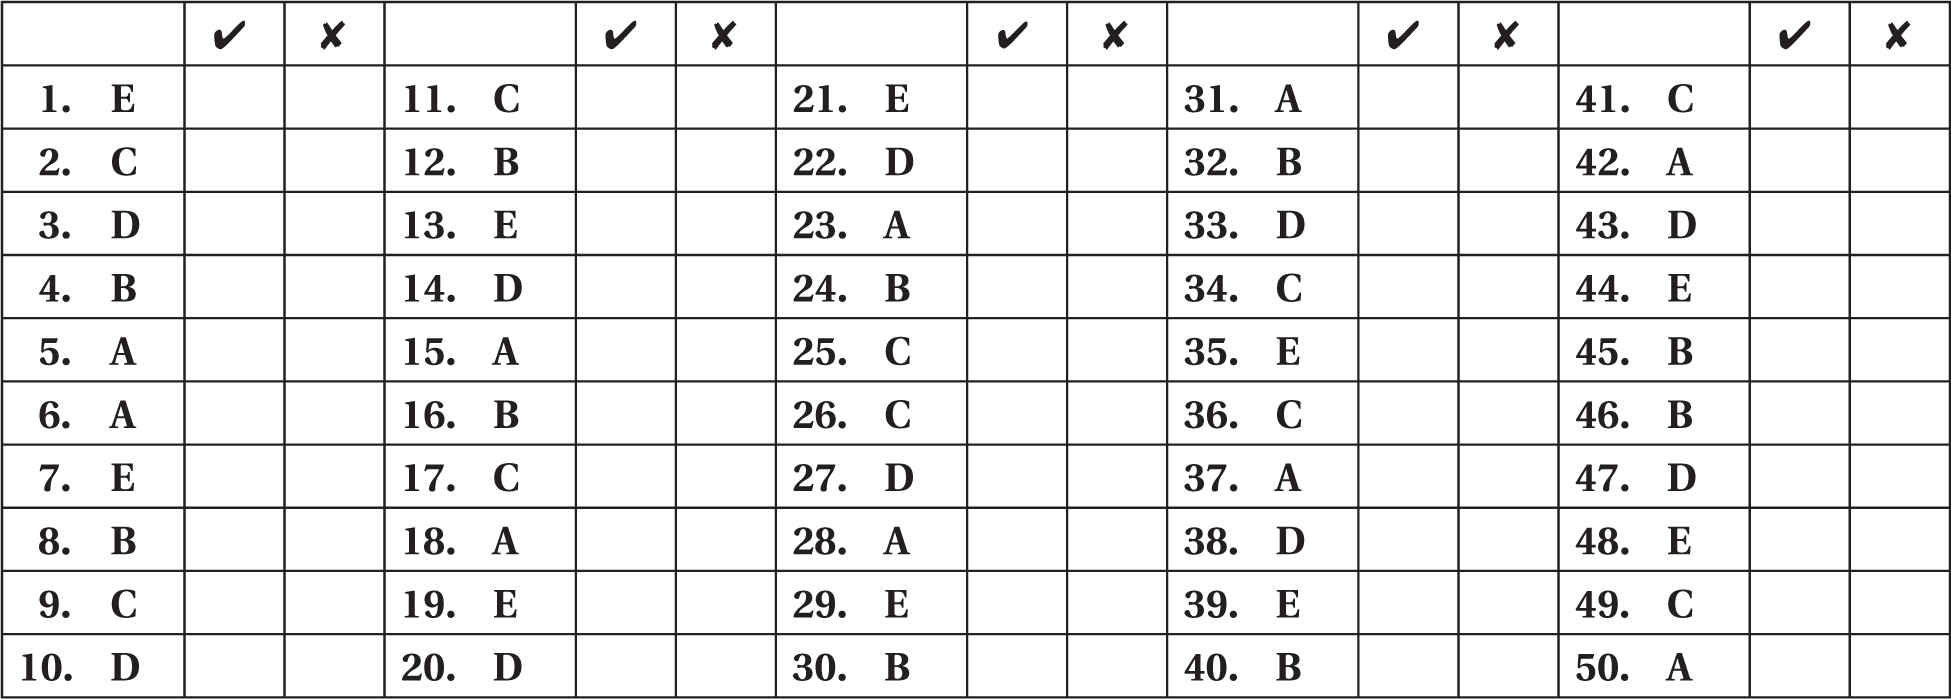 ✔ ✘ ✔ ✘ ✔ ✘ ✔ ✘ ✔ ✘
1. E 11. C 21. E 31. A 41. C
2. C 12. B 22. D 32. B 42. A
3. D 13. E 23. A 33. D 43. D
4. B 14. D 24. B 34. C 44. E
5. A 15. A 25. C 35. E 45. B
6. A 16. B 26. C 36. C 46. B
7. E 17. C 27. D 37. A 47. D
8. B 18. A 28. A 38. D 48. E
9. C 19. E 29. E 39. E 49. C
10. D 20. D 30. B 40. B 50. A